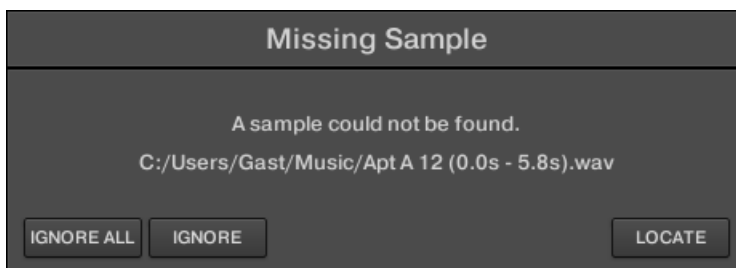 Missing Sample
A sample could not be found.
C:/Users/Gast/Music/Apt A 12 (0.0s - 5.8s).wav
IGNORE ALL IGNORE LOCATE